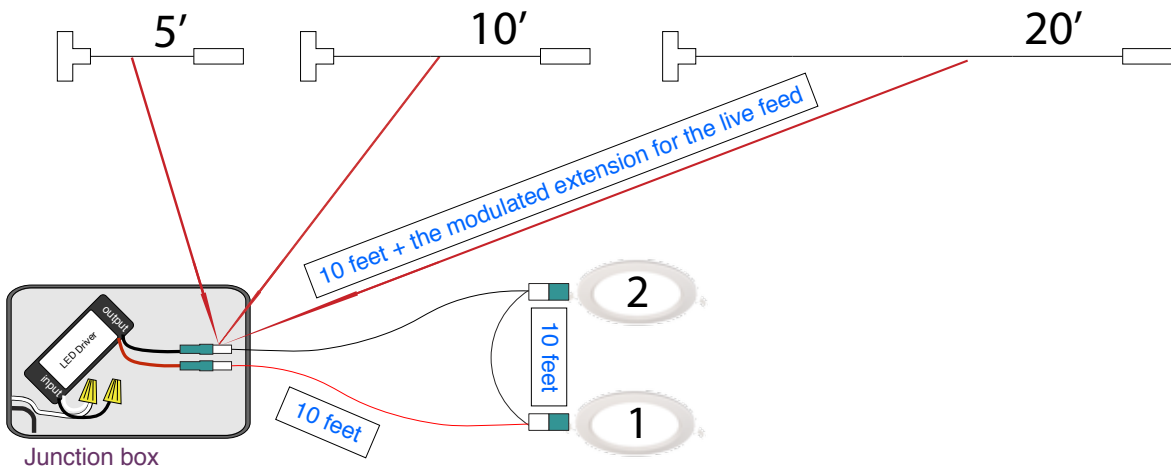 5’
10’
20’
10 feet + the modulated extension for the live feed
output
LED Driver
input
2
10 feet
1
10 feet
Junction box